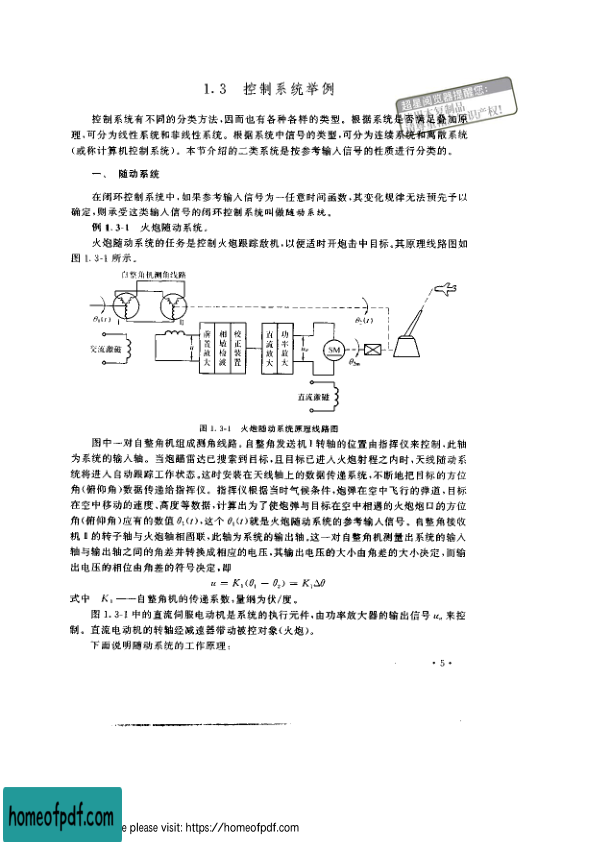 1.3 控制系统举例
超星阅览器提醒您:
控制系统有不同的分类方法,因而也有各种各样的类型。根据系统是否满足叠加原
理,可分为线性系统和非线性系统。根据系统中信号的类型,可分为连续系统和离散系统
(或称计算机控制系统)。本节介绍的二类系统是按参考输入信号的性质进行分类的。
一、 随动系统
在闭环控制系统中,如果参考输入信号为一任意时间函数,其变化规律无法预先予以
确定,则承受这类输入信号的闭环控制系统叫做随动系统。
例 1.3-1 火炮随动系统。
火炮随动系统的任务是控制火炮跟踪敌机,以便适时开炮击中目标。其原理线路图如
图 1.3-1 所示。
自整角机测角线路
θ₁(t) Ⅰ Ⅱ θ₂(t)
交流激磁 u 前置放大 相敏检波 校正装置 直流放大 功率放大 uₐ SM θₛₘ
直流激磁
图 1.3-1 火炮随动系统原理线路图
图中一对自整角机组成测角线路。自整角发送机Ⅰ转轴的位置由指挥仪来控制,此轴
为系统的输入轴。当炮瞄雷达已搜索到目标,且目标已进入火炮射程之内时,天线随动系
统将进入自动跟踪工作状态。这时安装在天线轴上的数据传递系统,不断地把目标的方位
角(俯仰角)数据传递给指挥仪。指挥仪根据当时气候条件,炮弹在空中飞行的弹道,目标
在空中移动的速度、高度等数据,计算出为了使炮弹与目标在空中相遇的火炮炮口的方位
角(俯仰角)应有的数值 θ₁(t),这个 θ₁(t)就是火炮随动系统的参考输入信号。自整角接收
机Ⅱ的转子轴与火炮轴相固联,此轴为系统的输出轴。这一对自整角机测量出系统的输入
轴与输出轴之间的角差并转换成相应的电压,其输出电压的大小由角差的大小决定,而输
出电压的相位由角差的符号决定,即
u = K₁(θ₁ − θ₂) = K₁Δθ
式中 K₁——自整角机的传递系数,量纲为伏/度。
图 1.3-1 中的直流伺服电动机是系统的执行元件,由功率放大器的输出信号 uₐ 来控
制。直流电动机的转轴经减速器带动被控对象(火炮)。
下面说明随动系统的工作原理:
· 5 ·
homeofpdf.com
e please visit: https://homeofpdf.com